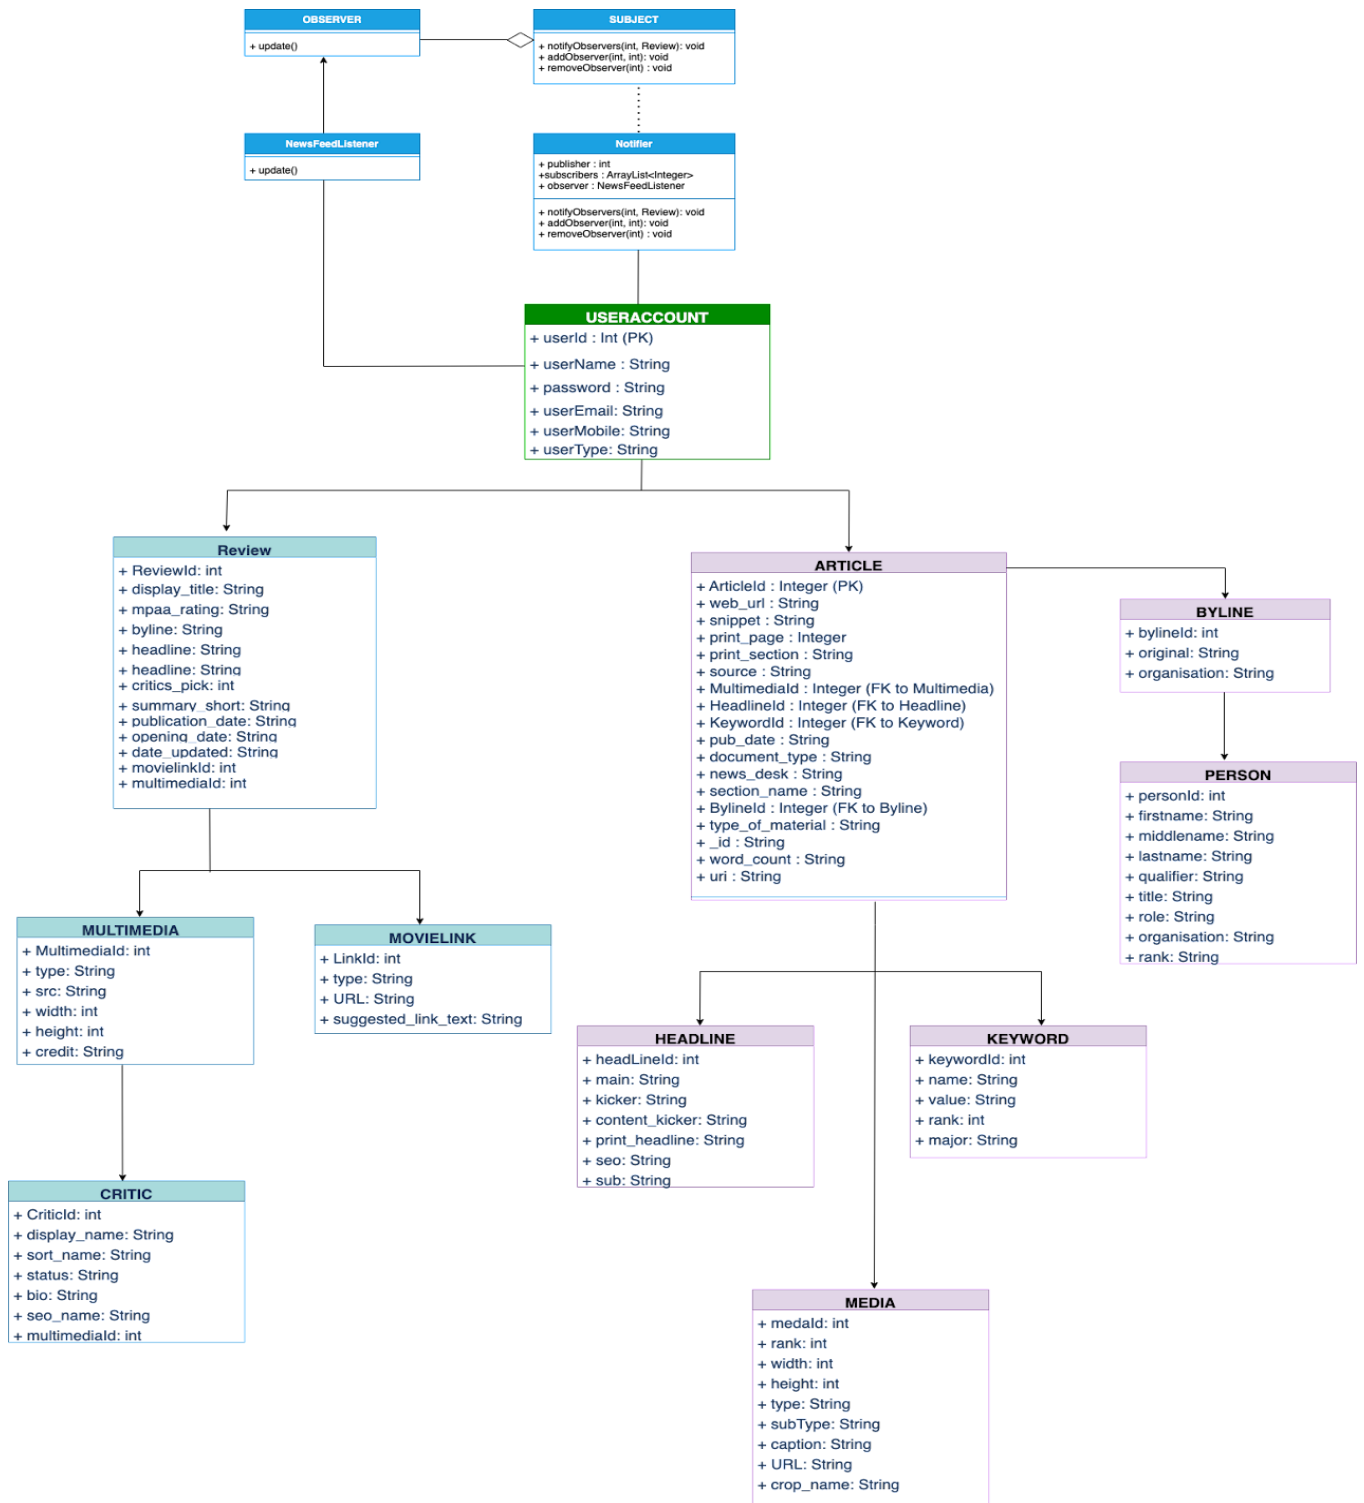 OBSERVER
+ update()
SUBJECT
+ notifyObservers(int, Review): void
+ addObserver(int, int): void
+ removeObserver(int) : void
NewsFeedListener
+ update()
Notifier
+ publisher : int
+subscribers : ArrayList<Integer>
+ observer : NewsFeedListener
+ notifyObservers(int, Review): void
+ addObserver(int, int): void
+ removeObserver(int) : void
USERACCOUNT
+ userId : Int (PK)
+ userName : String
+ password : String
+ userEmail: String
+ userMobile: String
+ userType: String
Review
+ ReviewId: int
+ display_title: String
+ mpaa_rating: String
+ byline: String
+ headline: String
+ headline: String
+ critics_pick: int
+ summary_short: String
+ publication_date: String
+ opening_date: String
+ date_updated: String
+ movielinkId: int
+ multimediaId: int
ARTICLE
+ ArticleId : Integer (PK)
+ web_url : String
+ snippet : String
+ print_page : Integer
+ print_section : String
+ source : String
+ MultimediaId : Integer (FK to Multimedia)
+ HeadlineId : Integer (FK to Headline)
+ KeywordId : Integer (FK to Keyword)
+ pub_date : String
+ document_type : String
+ news_desk : String
+ section_name : String
+ BylineId : Integer (FK to Byline)
+ type_of_material : String
+ _id : String
+ word_count : String
+ uri : String
BYLINE
+ bylineId: int
+ original: String
+ organisation: String
PERSON
+ personId: int
+ firstname: String
+ middlename: String
+ lastname: String
+ qualifier: String
+ title: String
+ role: String
+ organisation: String
+ rank: String
MULTIMEDIA
+ MultimediaId: int
+ type: String
+ src: String
+ width: int
+ height: int
+ credit: String
MOVIELINK
+ LinkId: int
+ type: String
+ URL: String
+ suggested_link_text: String
HEADLINE
+ headLineId: int
+ main: String
+ kicker: String
+ content_kicker: String
+ print_headline: String
+ seo: String
+ sub: String
KEYWORD
+ keywordId: int
+ name: String
+ value: String
+ rank: int
+ major: String
CRITIC
+ CriticId: int
+ display_name: String
+ sort_name: String
+ status: String
+ bio: String
+ seo_name: String
+ multimediaId: int
MEDIA
+ medaId: int
+ rank: int
+ width: int
+ height: int
+ type: String
+ subType: String
+ caption: String
+ URL: String
+ crop_name: String